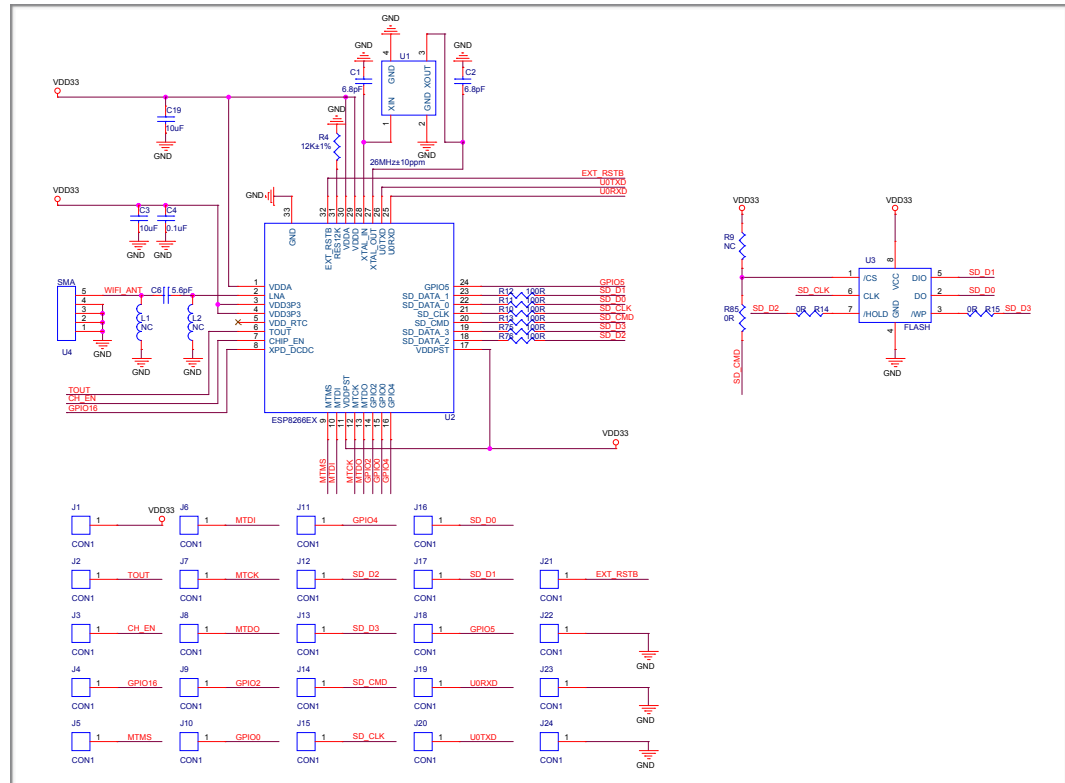 GND
U1
GND
GND
C1
6.8pF
4
3
GND
XOUT
XIN
GND
1
2
GND
C2
6.8pF
VDD33
C19
10uF
GND
GND
R4
12K±1%
26MHz±10ppm
EXT_RSTB
U0TXD
U0RXD
VDD33
C3
10uF
C4
0.1uF
GND
GND
GND
33
32
31
30
29
28
27
26
25
GND
EXT_RSTB
RES12K
VDDA
VDDD
XTAL_IN
XTAL_OUT
U0TXD
U0RXD
SMA
5
4
3
2
1
U4
GND
WIFI_ANT
C6
5.6pF
L1
NC
L2
NC
GND
GND
1 VDDA
2 LNA
3 VDD3P3
4 VDD3P3
5 VDD_RTC
6 TOUT
7 CHIP_EN
8 XPD_DCDC
TOUT
CH_EN
GPIO16
GPIO5 24 GPIO5
SD_DATA_1 23 R12 100R SD_D1
SD_DATA_0 22 R11 100R SD_D0
SD_CLK 21 R10 100R SD_CLK
SD_CMD 20 R13 100R SD_CMD
SD_DATA_3 19 R75 100R SD_D3
SD_DATA_2 18 R76 100R SD_D2
VDDPST 17
MTMS
MTDI
VDDPST
MTCK
MTDO
GPIO2
GPIO0
GPIO4
ESP8266EX
U2
9
10
11
12
13
14
15
16
MTMS
MTDI
MTCK
MTDO
GPIO2
GPIO0
GPIO4
VDD33
VDD33
VDD33
R9
NC
R85
0R
SD_CMD
8
U3
1 /CS
6 CLK
7 /HOLD
VCC
GND
DIO 5 SD_D1
DO 2 SD_D0
/WP 3
SD_CLK
SD_D2 0R R14
0R R15 SD_D3
FLASH
4
GND
J1
1
VDD33
CON1
J6
1
MTDI
CON1
J11
1
GPIO4
CON1
J16
1
SD_D0
CON1
J2
1
TOUT
CON1
J7
1
MTCK
CON1
J12
1
SD_D2
CON1
J17
1
SD_D1
CON1
J21
1
EXT_RSTB
CON1
J3
1
CH_EN
CON1
J8
1
MTDO
CON1
J13
1
SD_D3
CON1
J18
1
GPIO5
CON1
J22
1
GND
CON1
J4
1
GPIO16
CON1
J9
1
GPIO2
CON1
J14
1
SD_CMD
CON1
J19
1
U0RXD
CON1
J23
1
GND
CON1
J5
1
MTMS
CON1
J10
1
GPIO0
CON1
J15
1
SD_CLK
CON1
J20
1
U0TXD
CON1
J24
1
GND
CON1